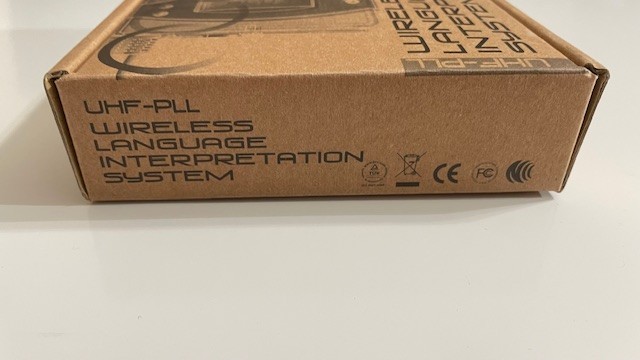 UHF-PLL
WIRELESS
LANGUAGE
INTERPRETATION
SYSTEM
CE
FC
UHF-PLL